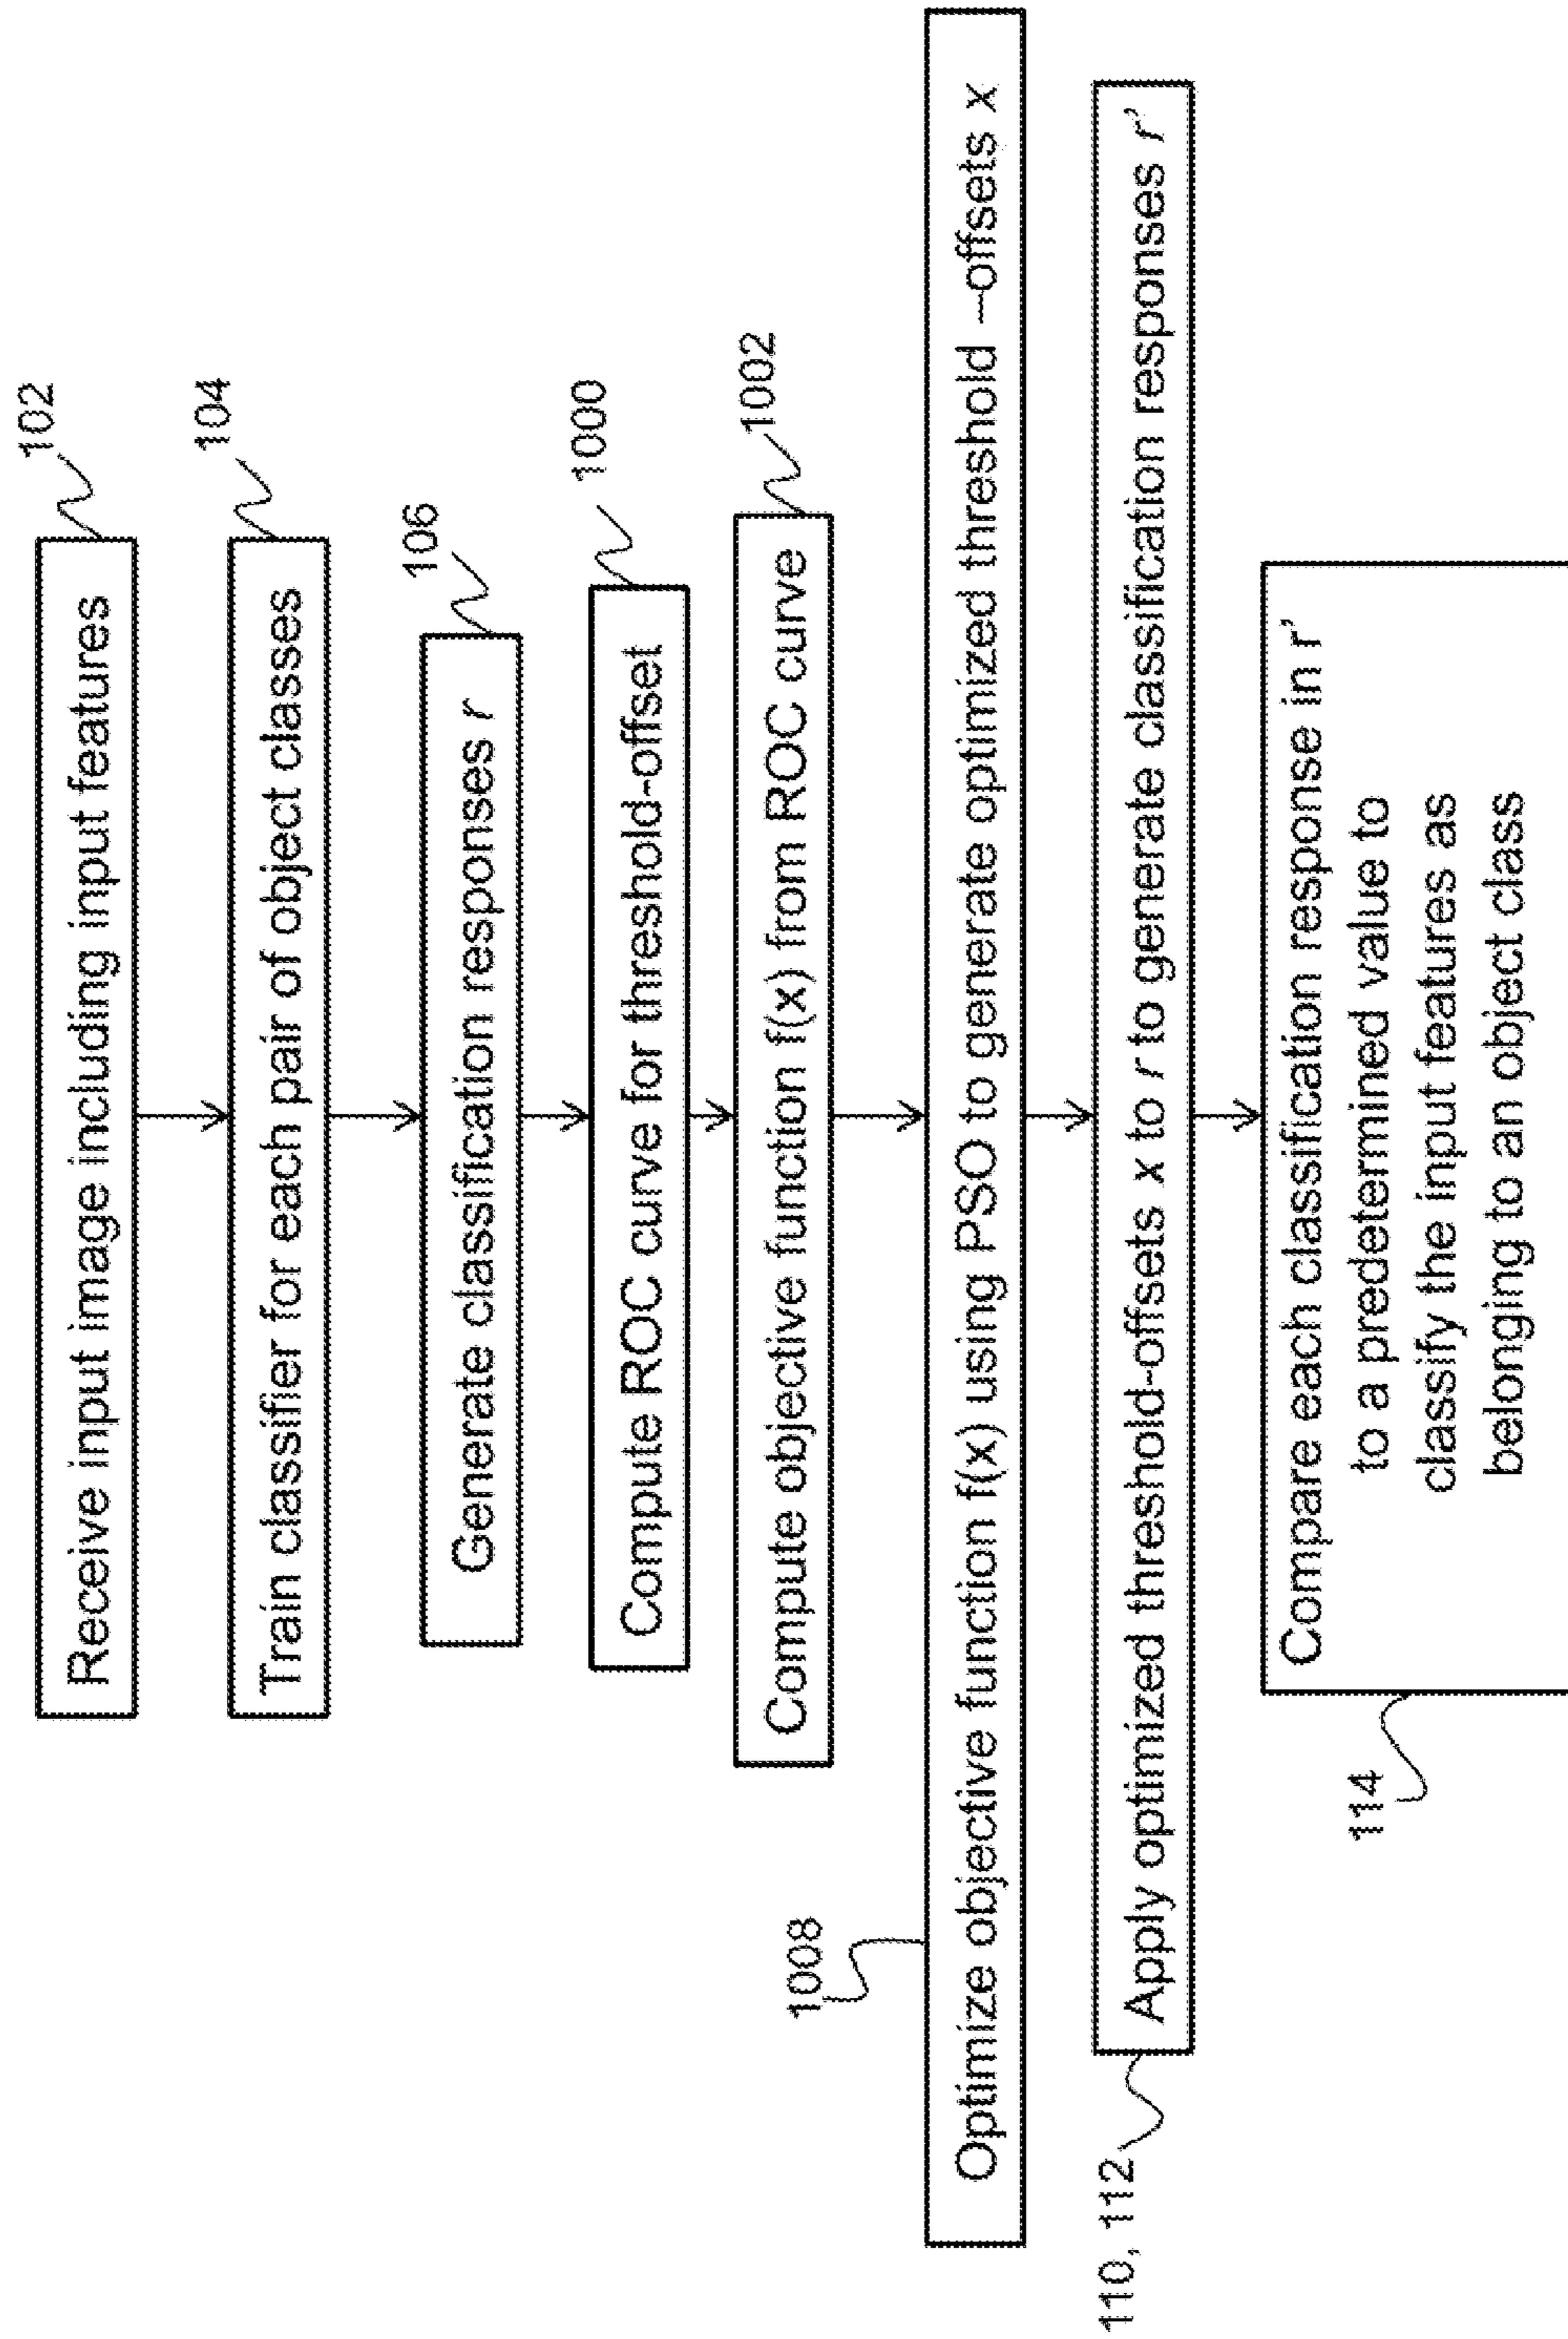 Receive input image including input features
102
Train classifier for each pair of object classes
104
Generate classification responses r
106
Compute ROC curve for threshold-offset
1000
Compute objective function f(x) from ROC curve
1002
1008
Optimize objective function f(x) using PSO to generate optimized threshold –offsets x
110, 112
Apply optimized threshold-offsets x to r to generate classification responses r’
114
Compare each classification response in r’
to a predetermined value to
classify the input features as
belonging to an object class